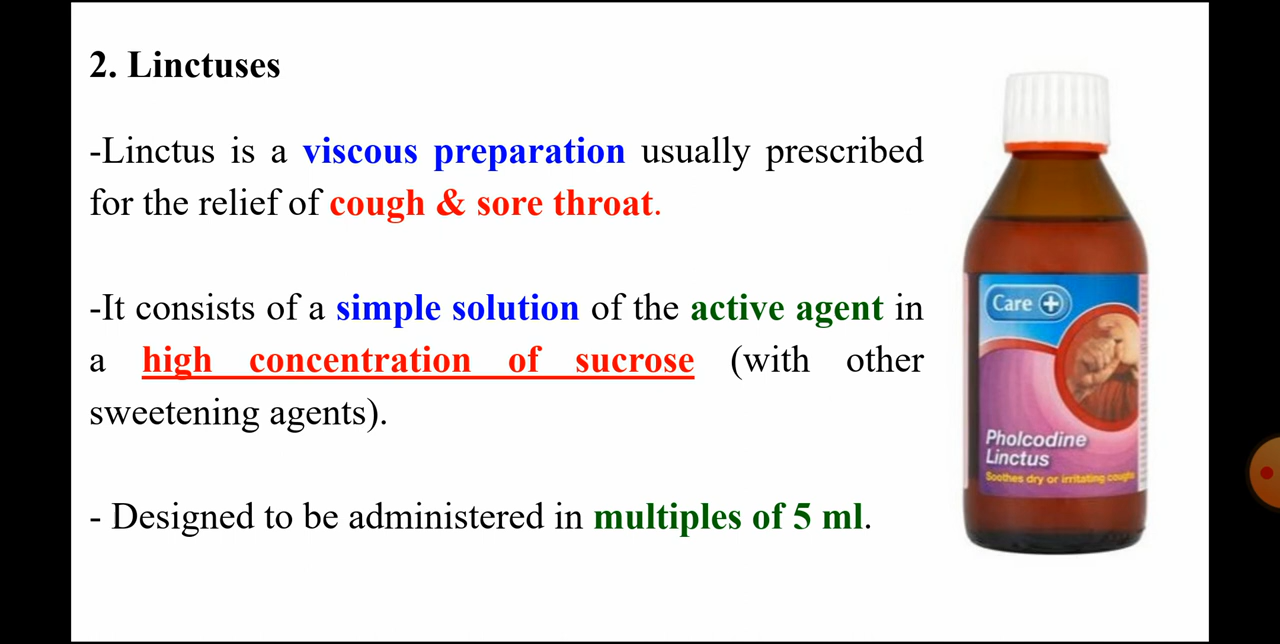 2. Linctuses
-Linctus is a viscous preparation usually prescribed
for the relief of cough & sore throat.
-It consists of a simple solution of the active agent in
a high concentration of sucrose (with other
sweetening agents).
- Designed to be administered in multiples of 5 ml.
Care +
Pholcodine
Linctus
Soothes dry or irritating coughs